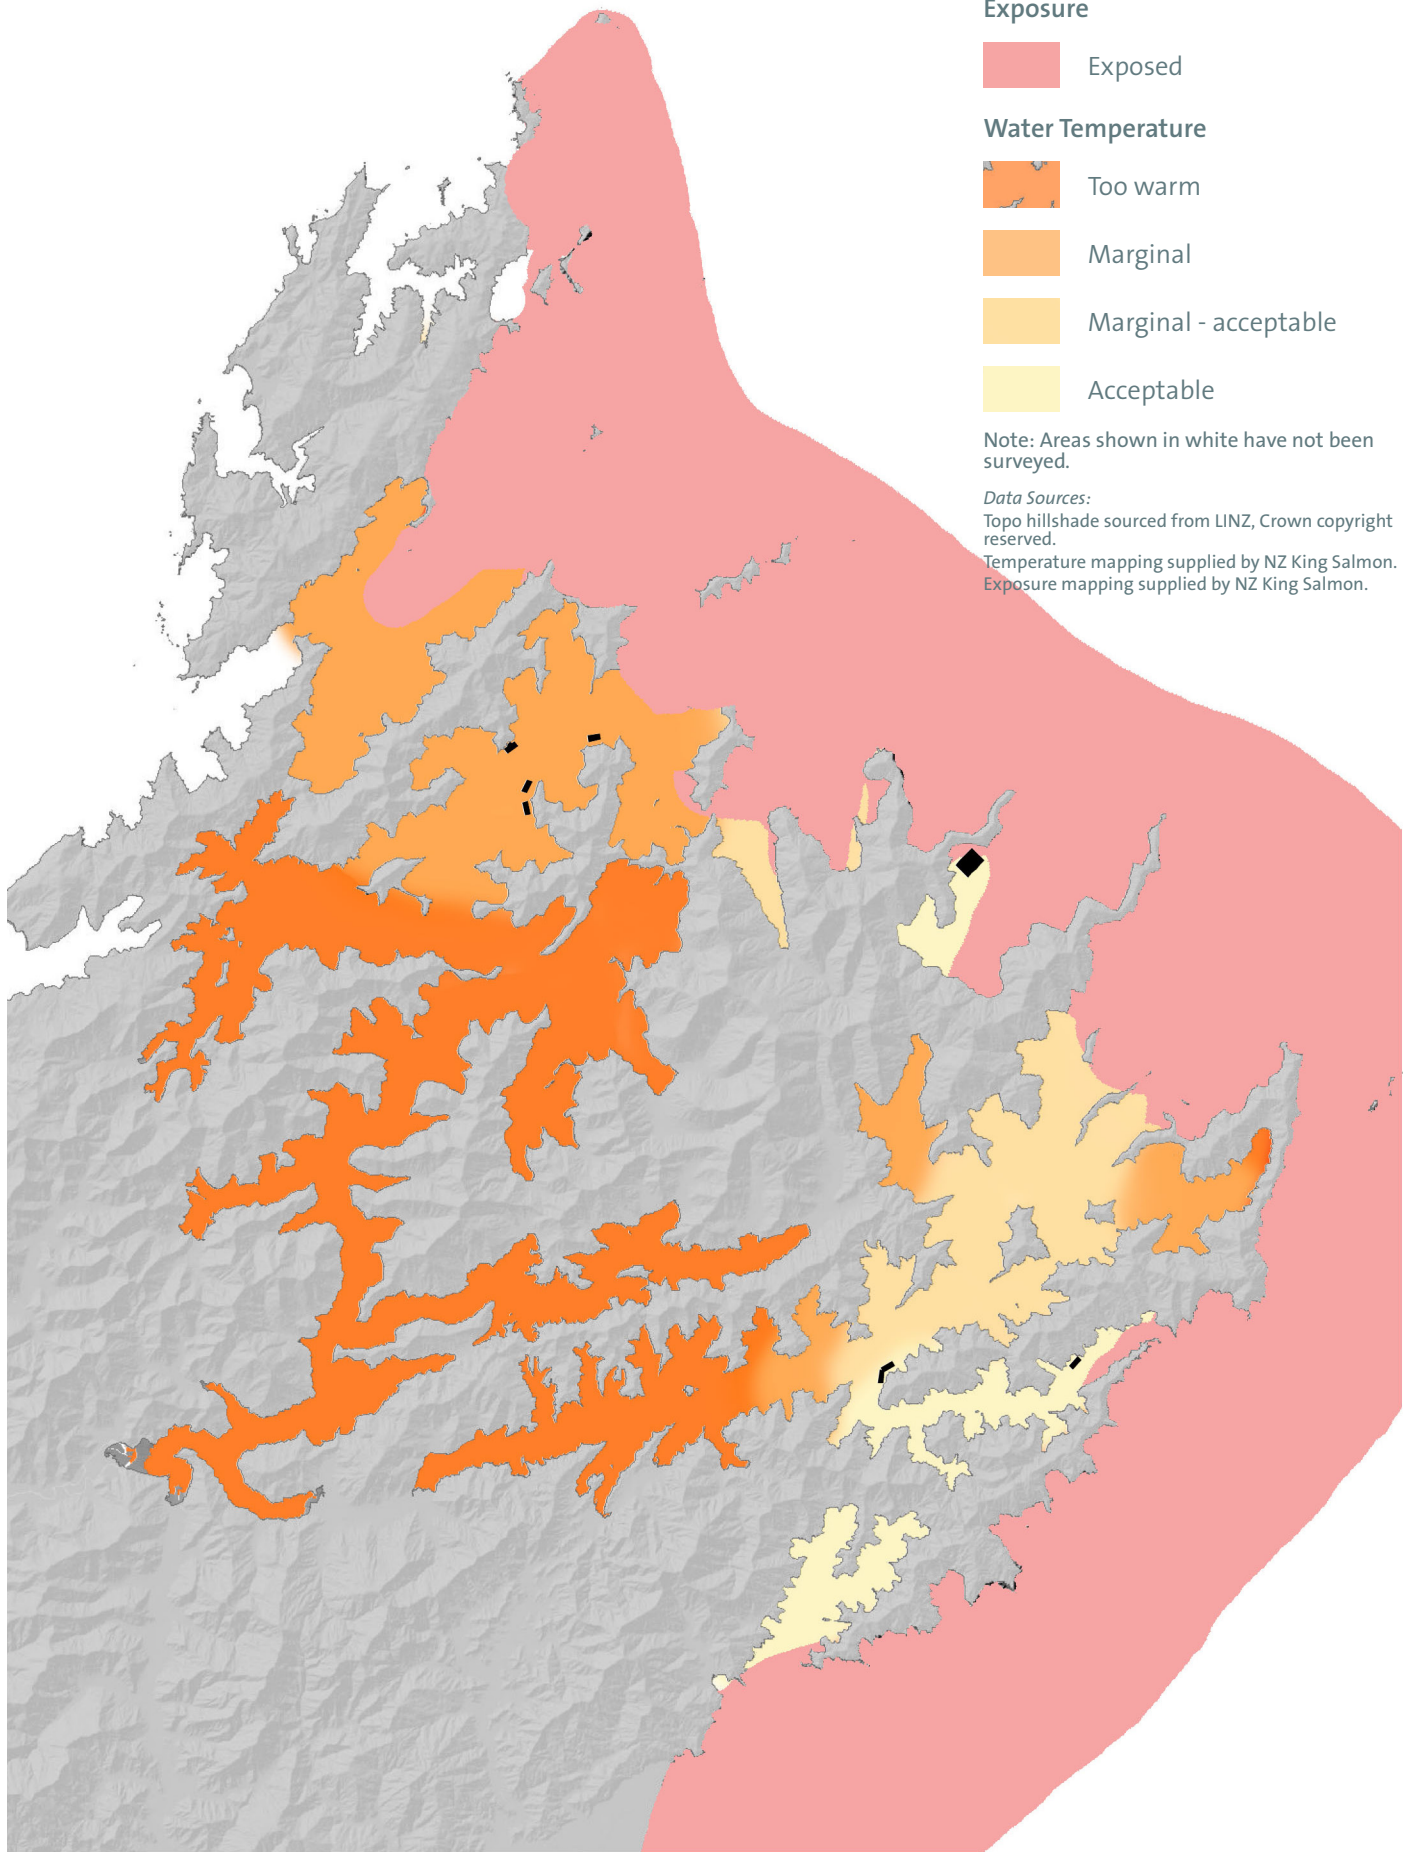 Exposure
Exposed
Water Temperature
Too warm
Marginal
Marginal - acceptable
Acceptable
Note: Areas shown in white have not been
surveyed.
Data Sources:
Topo hillshade sourced from LINZ, Crown copyright
reserved.
Temperature mapping supplied by NZ King Salmon.
Exposure mapping supplied by NZ King Salmon.